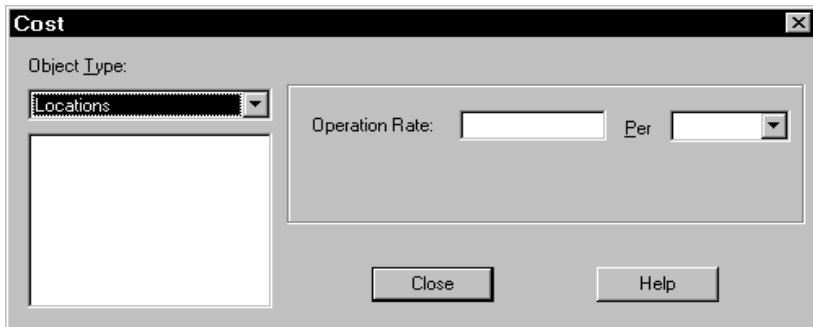 Cost
Object Type:
Locations
Operation Rate:
Per
Close
Help